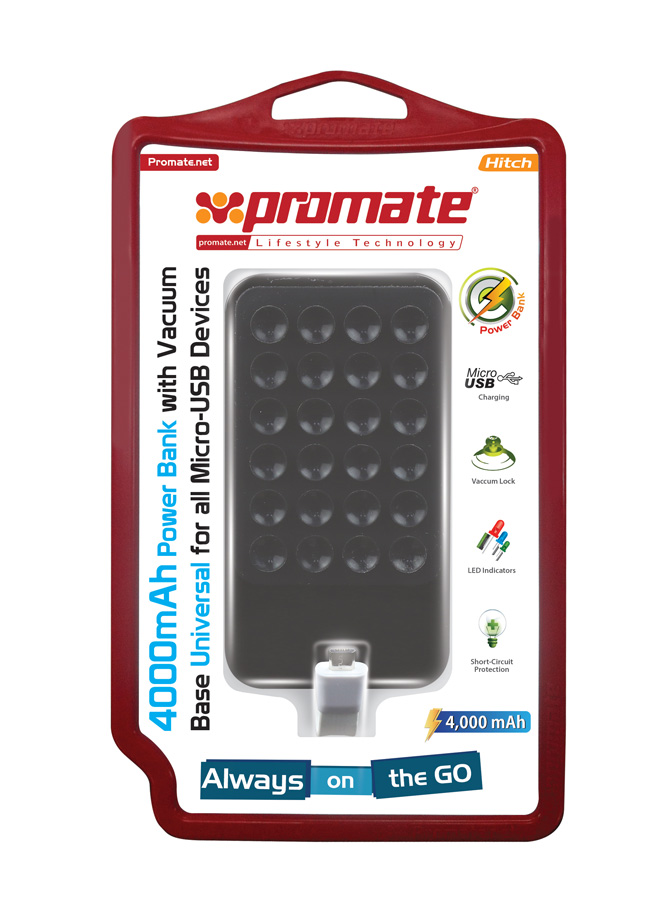 promate
Promate.net
Hitch
promate®
promate.net Lifestyle Technology
4000mAh Power Bank with Vacuum
Base Universal for all Micro-USB Devices
Power Bank
Micro
USB
Charging
Vaccum Lock
LED Indicators
Short-Circuit
Protection
4,000 mAh
Always on the GO